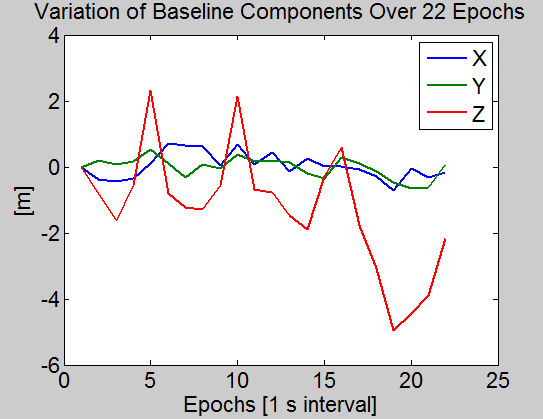 Variation of Baseline Components Over 22 Epochs
4
2
0
-2
-4
-6
[m]
X
Y
Z
0 5 10 15 20 25
Epochs [1 s interval]